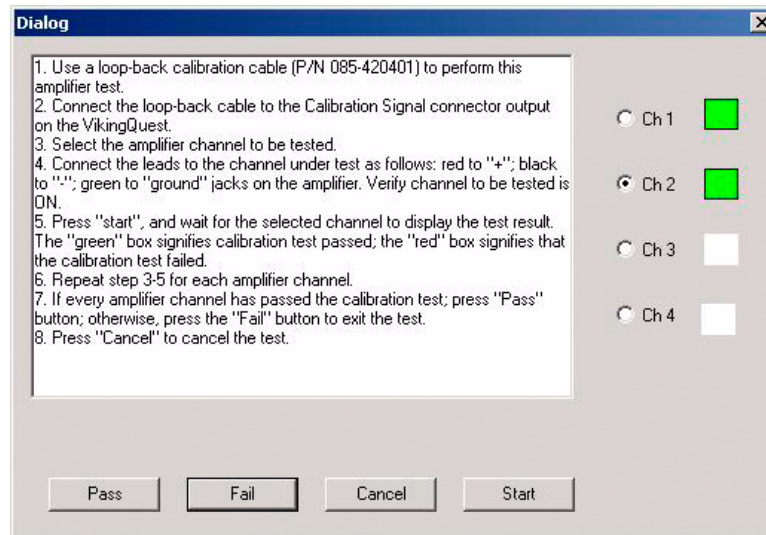 Dialog
1. Use a loop-back calibration cable (P/N 085-420401) to perform this
amplifier test.
2. Connect the loop-back cable to the Calibration Signal connector output
on the VikingQuest.
3. Select the amplifier channel to be tested.
4. Connect the leads to the channel under test as follows: red to "+"; black
to "-"; green to "ground" jacks on the amplifier. Verify channel to be tested is
ON.
5. Press "start", and wait for the selected channel to display the test result.
The "green" box signifies calibration test passed; the "red" box signifies that
the calibration test failed.
6. Repeat step 3-5 for each amplifier channel.
7. If every amplifier channel has passed the calibration test; press "Pass"
button; otherwise, press the "Fail" button to exit the test.
8. Press "Cancel" to cancel the test.
Ch 1
Ch 2
Ch 3
Ch 4
Pass
Fail
Cancel
Start